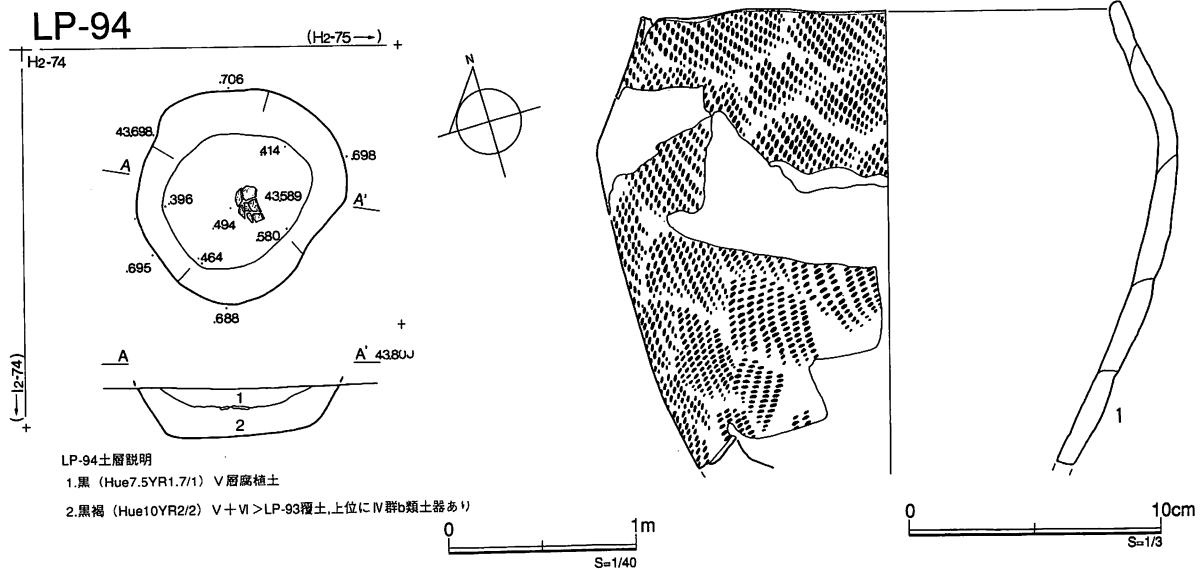 LP-94
(H2-75→)
H2-74
.706
43.698
.414
.698
A
A'
.396
43.589
.494
.580
.464
.695
.688
N
A
A' 43.800
(←I2-74)
1
2
LP-94土層説明
1.黒（Hue7.5YR1.7/1）Ⅴ層腐植土
2.黒褐（Hue10YR2/2）Ⅴ＋Ⅵ＞LP-93覆土,上位にⅣ群b類土器あり
0 1m
S=1/40
1
0 10cm
S=1/3